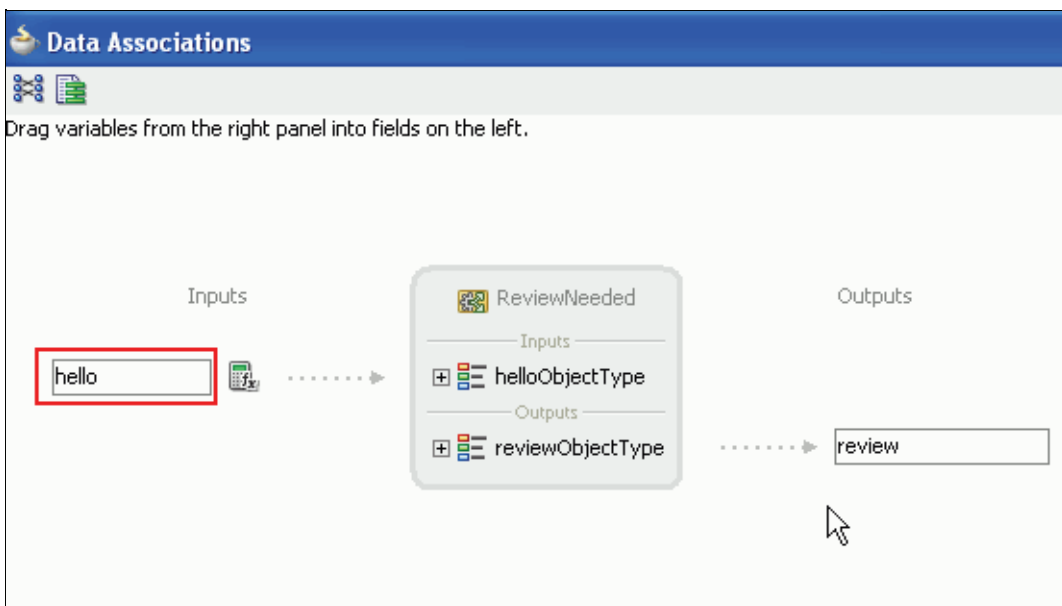 Data Associations
Drag variables from the right panel into fields on the left.
Inputs
ReviewNeeded
Outputs
Inputs
hello
helloObjectType
Outputs
reviewObjectType
review